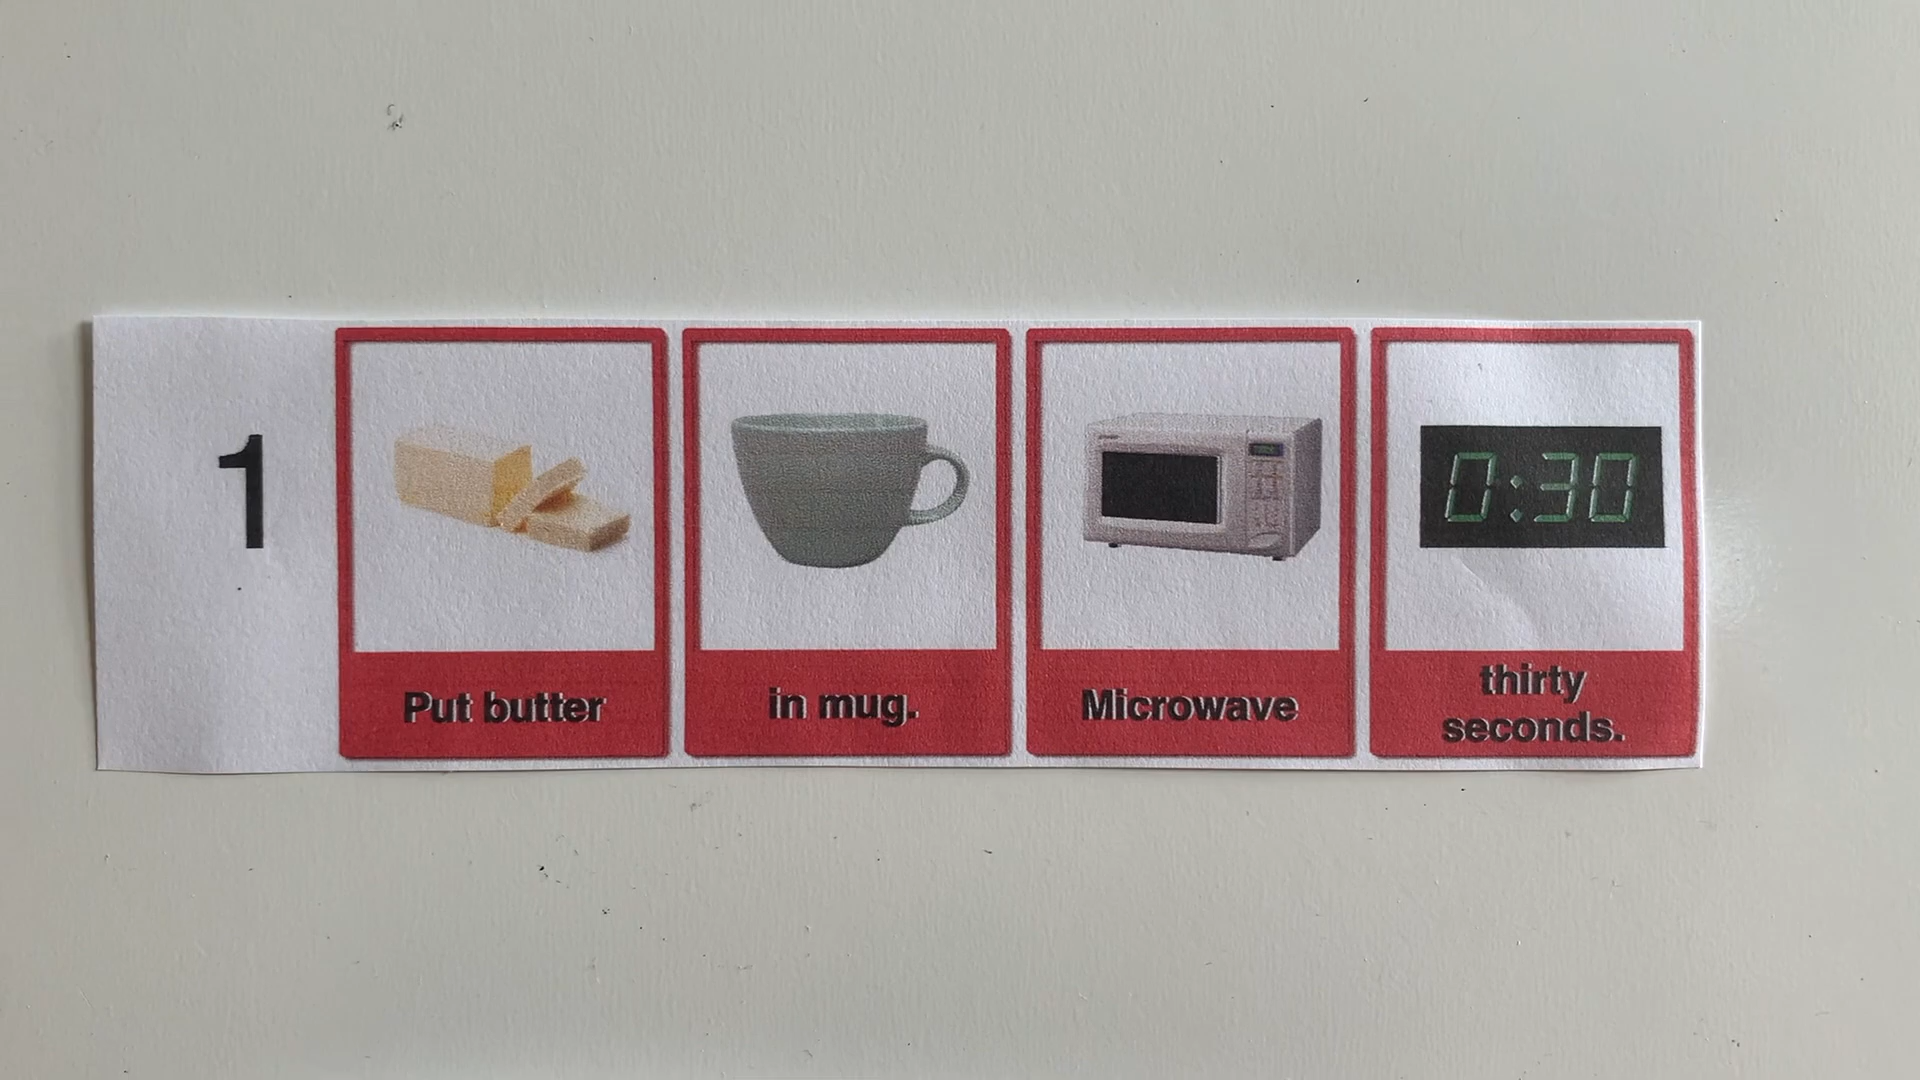 1
Put butter
in mug.
Microwave
0:30
thirty
seconds.